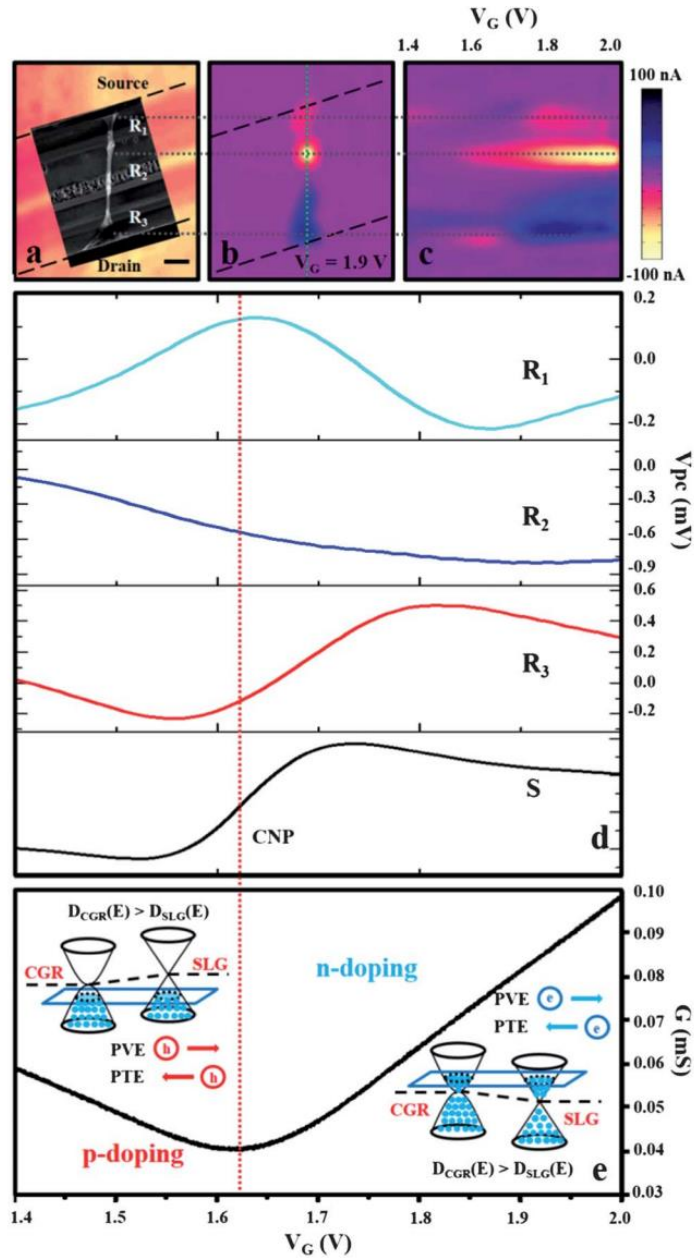 V_G (V)
1.4 1.6 1.8 2.0
Source
R₁
R₂
R₃
Drain
a
b
V_G = 1.9 V
c
100 nA
-100 nA
0.2
0.0
-0.2
R₁
0.0
-0.3
-0.6
-0.9
R₂
Vpc (mV)
0.6
0.4
0.2
0.0
-0.2
R₃
S
CNP
d
D_CGR(E) > D_SLG(E)
CGR
SLG
PVE h
PTE h
p-doping
n-doping
PVE e
PTE e
CGR
SLG
D_CGR(E) > D_SLG(E)
e
0.10
0.09
0.08
0.07
0.06
0.05
0.04
0.03
G (mS)
1.4 1.5 1.6 1.7 1.8 1.9 2.0
V_G (V)